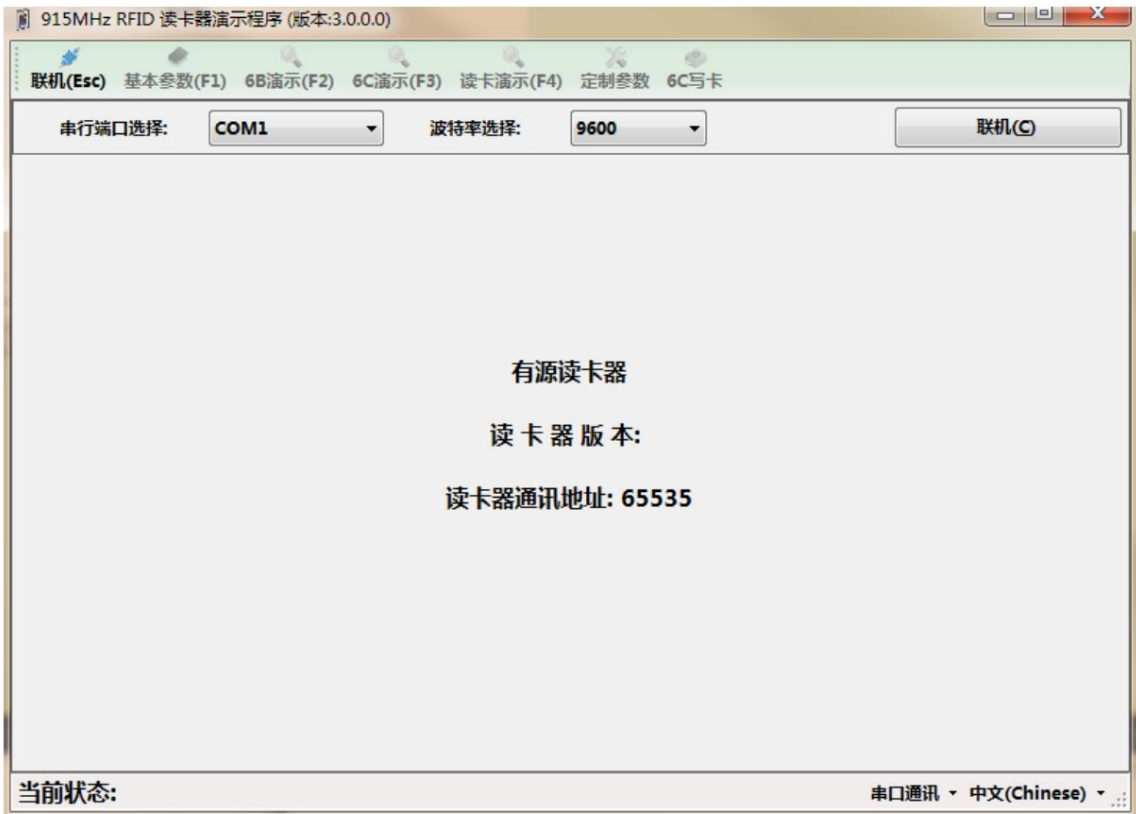 915MHz RFID 读卡器演示程序 (版本:3.0.0.0)
联机(Esc) 基本参数(F1) 6B演示(F2) 6C演示(F3) 读卡演示(F4) 定制参数 6C写卡
串行端口选择: COM1 波特率选择: 9600 联机(C)
有源读卡器
读 卡 器 版 本:
读卡器通讯地址: 65535
当前状态: 串口通讯 中文(Chinese)